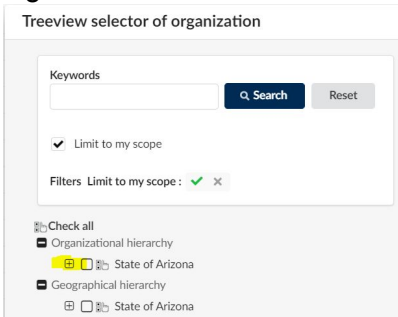 Treeview selector of organization
Keywords
Search Reset
Limit to my scope
Filters Limit to my scope :
Check all
Organizational hierarchy
State of Arizona
Geographical hierarchy
State of Arizona